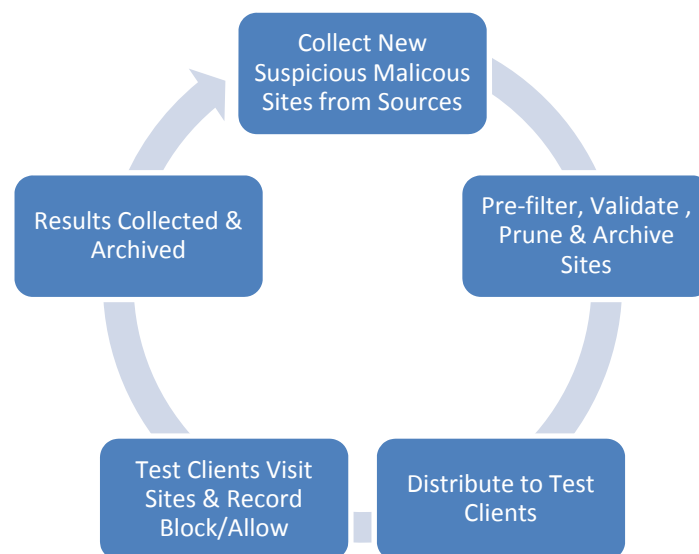 Collect New
Suspicious Malicous
Sites from Sources
Pre-filter, Validate ,
Prune & Archive
Sites
Distribute to Test
Clients
Test Clients Visit
Sites & Record
Block/Allow
Results Collected &
Archived